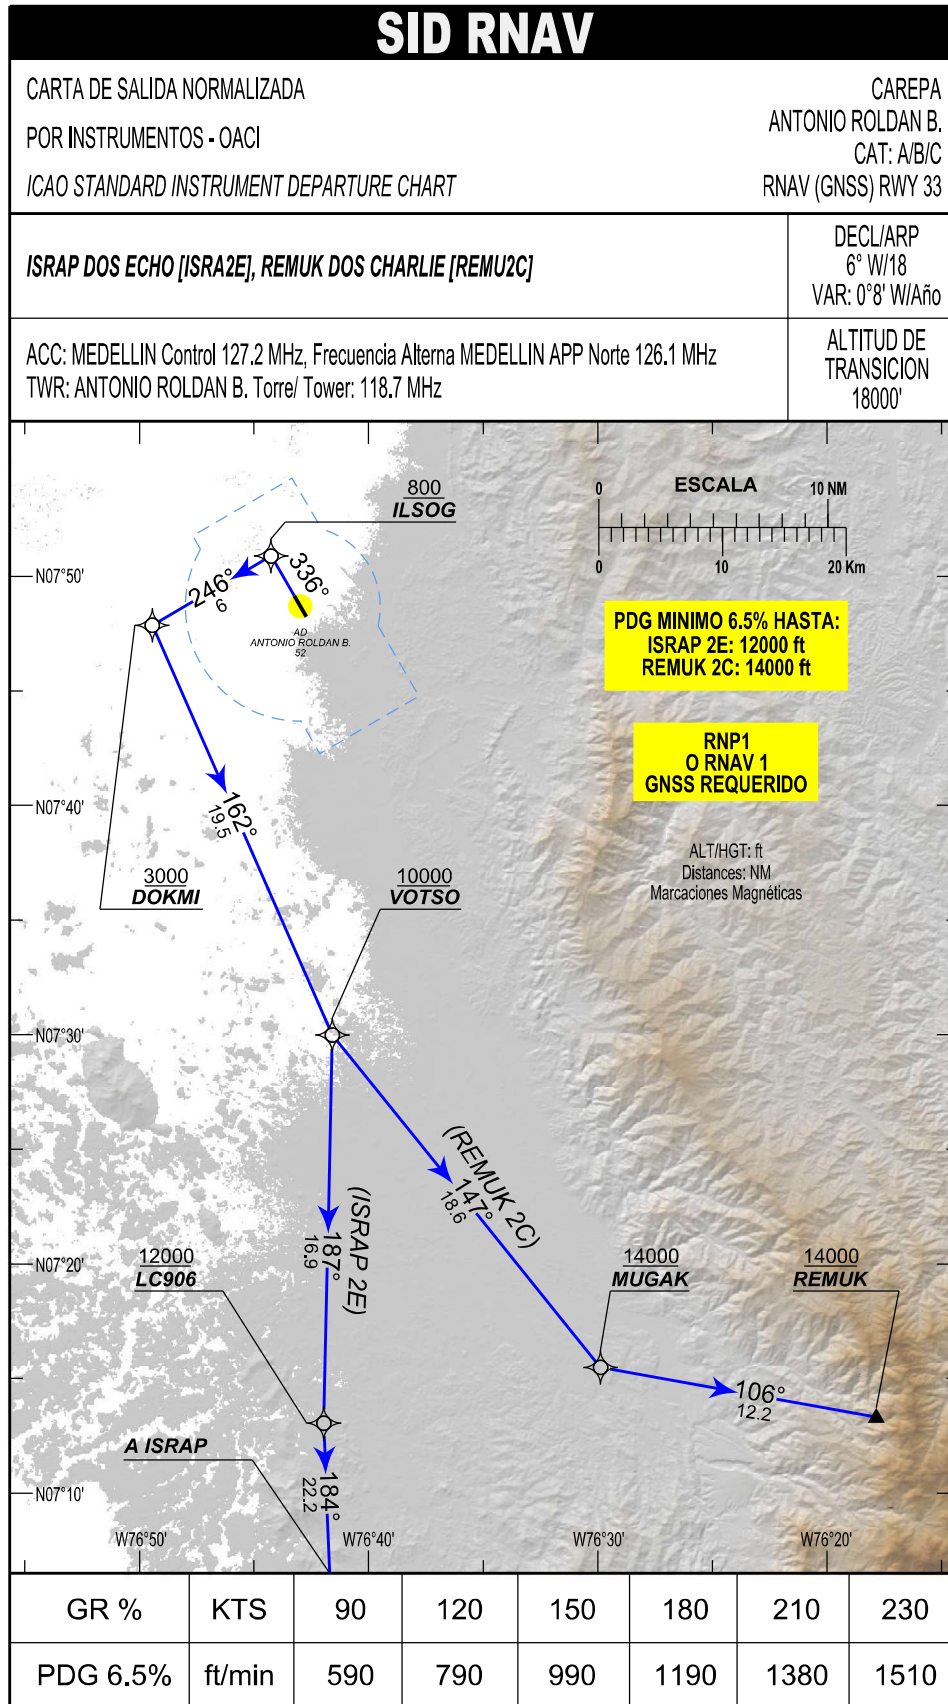 SID RNAV
CARTA DE SALIDA NORMALIZADA
POR INSTRUMENTOS - OACI
ICAO STANDARD INSTRUMENT DEPARTURE CHART
CAREPA
ANTONIO ROLDAN B.
CAT: A/B/C
RNAV (GNSS) RWY 33
ISRAP DOS ECHO [ISRA2E], REMUK DOS CHARLIE [REMU2C]
DECL/ARP
6° W/18
VAR: 0°8' W/Año
ACC: MEDELLIN Control 127.2 MHz, Frecuencia Alterna MEDELLIN APP Norte 126.1 MHz
TWR: ANTONIO ROLDAN B. Torre/ Tower: 118.7 MHz
ALTITUD DE
TRANSICION
18000'
800
ILSOG
ESCALA
0
10 NM
0
10
20 Km
N07°50'
336°
246°
6
AD
ANTONIO ROLDAN B.
52
PDG MINIMO 6.5% HASTA:
ISRAP 2E: 12000 ft
REMUK 2C: 14000 ft
RNP1
O RNAV 1
GNSS REQUERIDO
N07°40'
162°
19.5
ALT/HGT: ft
Distances: NM
Marcaciones Magnéticas
3000
DOKMI
10000
VOTSO
N07°30'
(REMUK 2C)
147°
18.6
(ISRAP 2E)
187°
16.9
N07°20'
12000
LC906
14000
MUGAK
14000
REMUK
106°
12.2
A ISRAP
184°
22.2
N07°10'
W76°50'
W76°40'
W76°30'
W76°20'
GR % KTS 90 120 150 180 210 230
PDG 6.5% ft/min 590 790 990 1190 1380 1510